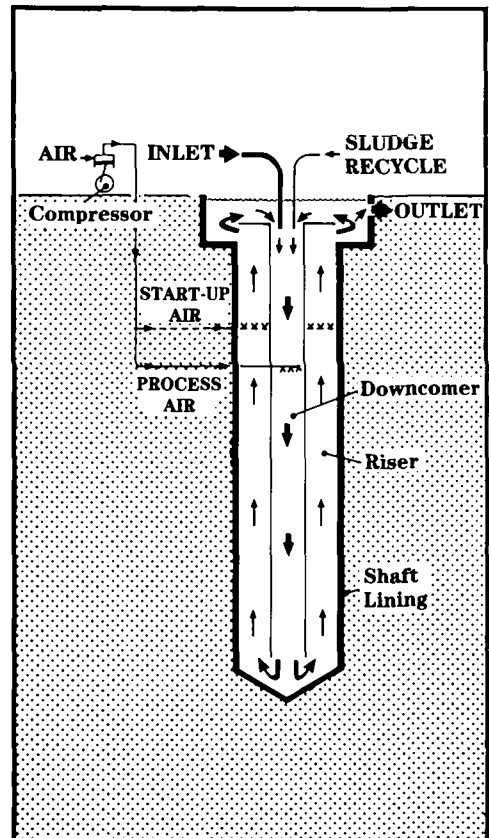 AIR
INLET
SLUDGE
RECYCLE
OUTLET
Compressor
START-UP
AIR
PROCESS
AIR
Downcomer
Riser
Shaft
Lining